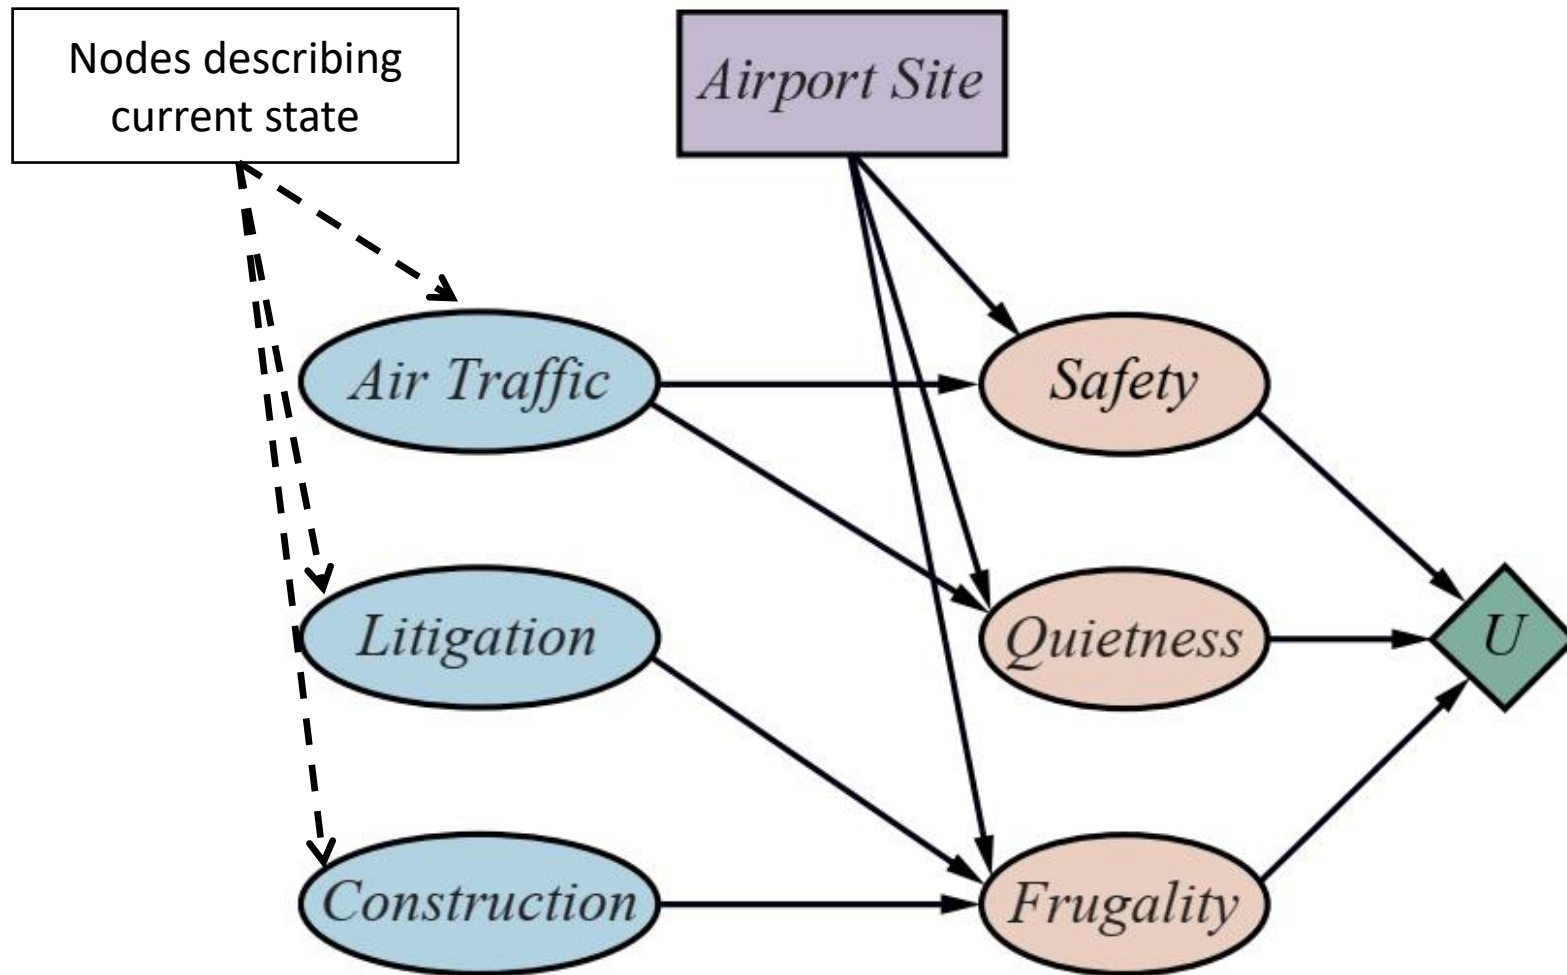 Nodes describing
current state
Airport Site
Air Traffic
Safety
Litigation
Quietness
U
Construction
Frugality